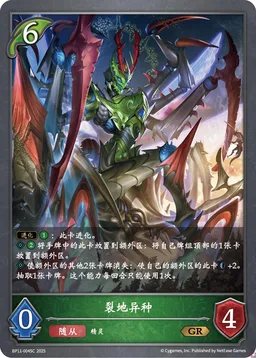 6
进化 1：此卡进化。
2 将手牌中的此卡放置到额外区：将自己牌组顶部的1张卡
放置到额外区。
使额外区的其他2张卡消失：使自己的额外区的此卡 +2。
抽取1张卡牌。这个能力每回合只能使用1次。
裂地异种
0
随从 精灵
GR
4
EP11-004SC 2025
© Cygames, Inc. Published by NetEase Games